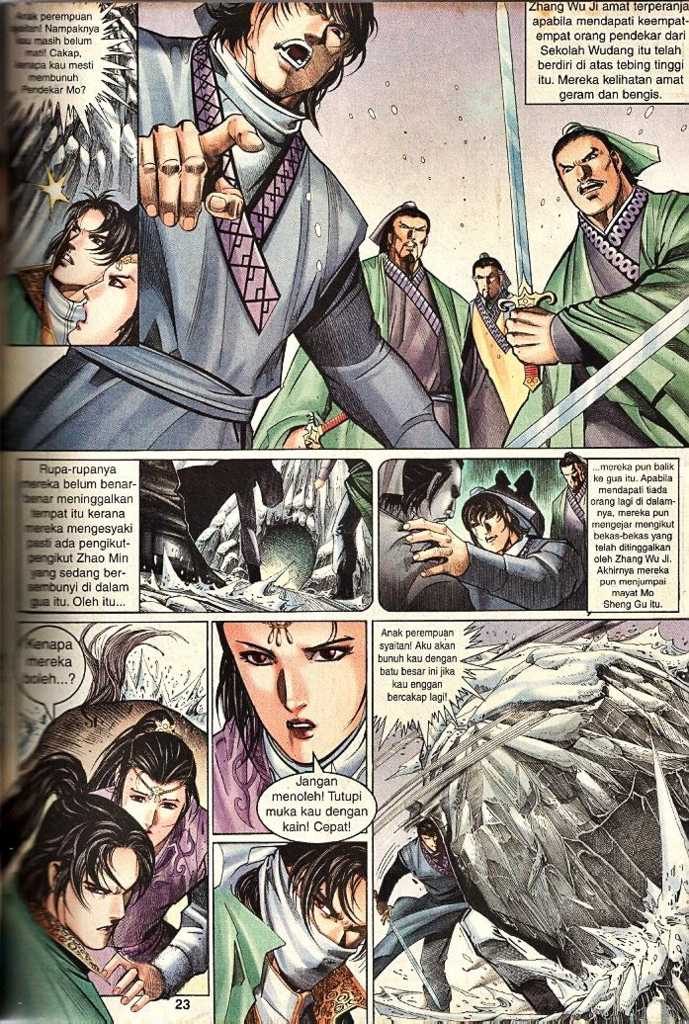 Anak perempuan
syaitan! Nampaknya
kau masih belum
mati! Cakap,
kenapa kau mesti
membunuh
Pendekar Mo?
Zhang Wu Ji amat terperanja
apabila mendapati keempat-
empat orang pendekar dari
Sekolah Wudang itu telah
berdiri di atas tebing tinggi
itu. Mereka kelihatan amat
geram dan bengis.
Rupa-rupanya
mereka belum benar-
benar meninggalkan
tempat itu kerana
mereka mengesyaki
pasti ada pengikut-
pengikut Zhao Min
yang sedang ber-
sembunyi di dalam
gua itu. Oleh itu...
...mereka pun balik
ke gua itu. Apabila
mendapati tiada
orang lagi di dalam-
nya, mereka pun
mengejar mengikut
bekas-bekas yang
telah ditinggalkan
oleh Zhang Wu Ji.
Akhirnya mereka
pun menjumpai
mayat Mo
Sheng Gu itu.
Kenapa
mereka
boleh...?
Jangan
menoleh! Tutupi
muka kau dengan
kain! Cepat!
Anak perempuan
syaitan! Aku akan
bunuh kau dengan
batu besar ini jika
kau enggan
bercakap lagi!
23